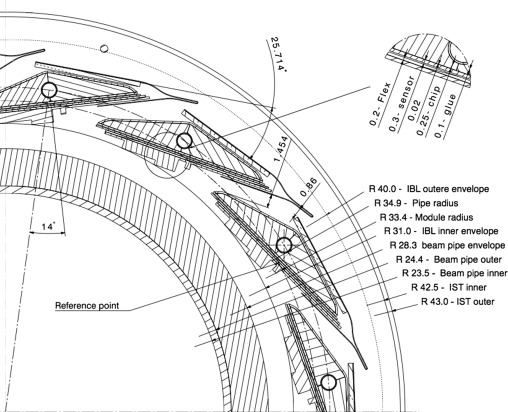 25.714°
0.2- Flex
0.3- sensor
0.02
0.25- chip
0.1- glue
1.454
0.86
R 40.0 - IBL outere envelope
R 34.9 - Pipe radius
R 33.4 - Module radius
R 31.0 - IBL inner envelope
R 28.3 beam pipe envelope
R 24.4 - Beam pipe outer
R 23.5 - Beam pipe inner
R 42.5 - IST inner
R 43.0 - IST outer
14°
Reference point